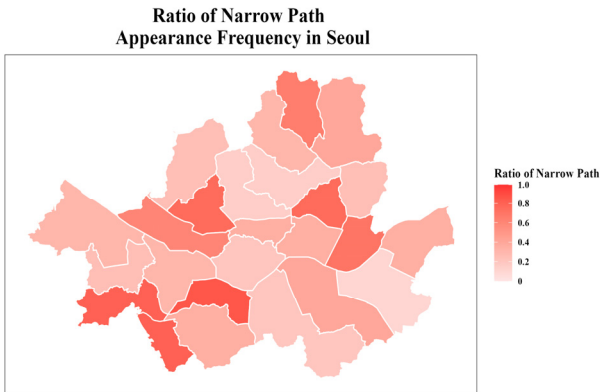 Ratio of Narrow Path
Appearance Frequency in Seoul
Ratio of Narrow Path
1.0
0.8
0.6
0.4
0.2
0